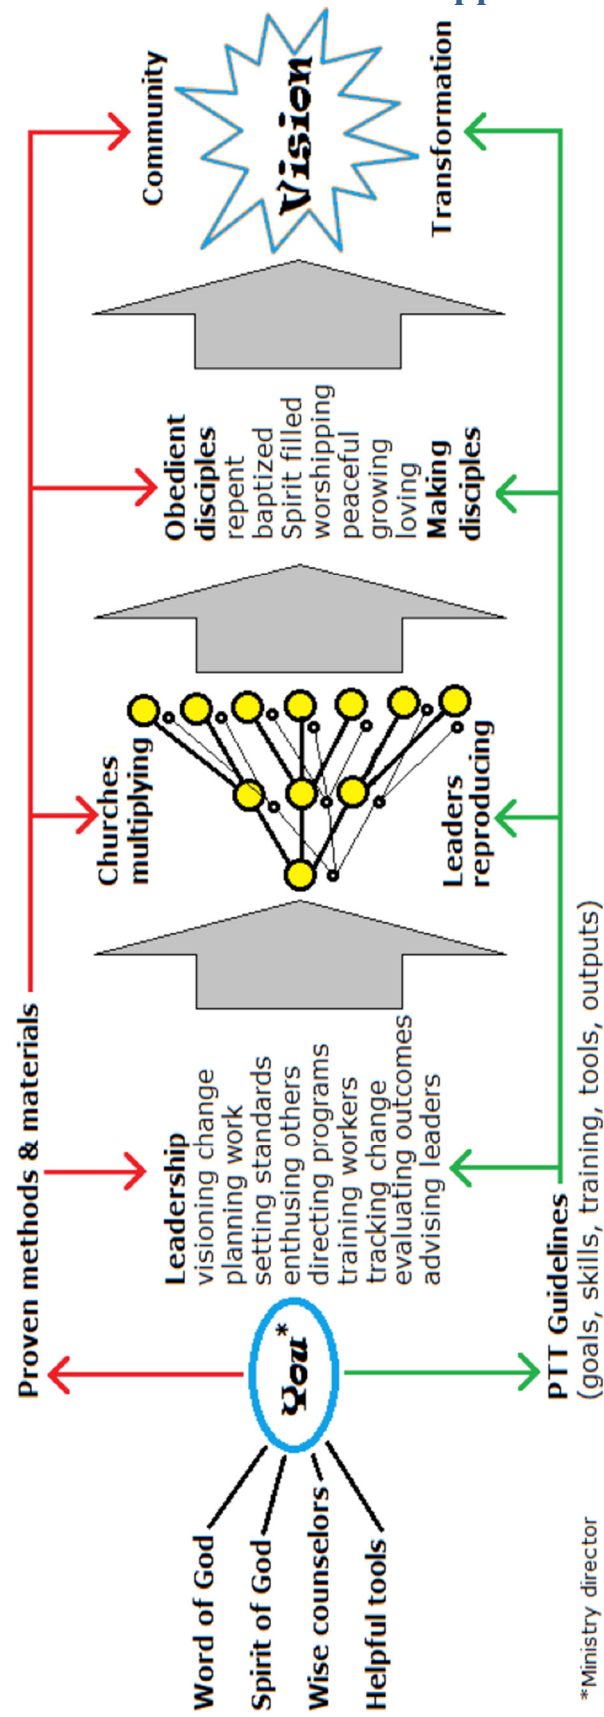 Word of God
Spirit of God
Wise counselors
Helpful tools
You*
*Ministry director
Proven methods & materials
PTT Guidelines
(goals, skills, training, tools, outputs)
Leadership
visioning change
planning work
setting standards
enthusing others
directing programs
training workers
tracking change
evaluating outcomes
advising leaders
Churches
multiplying
Leaders
reproducing
Obedient
disciples
repent
baptized
Spirit filled
worshipping
peaceful
growing
loving
Making
disciples
Community
Vision
Transformation